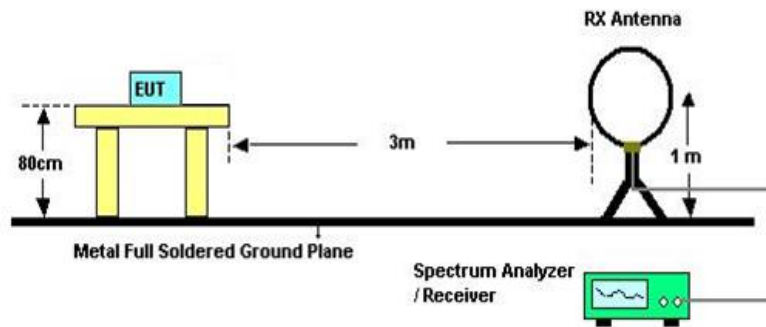 RX Antenna
EUT
3m
80cm
1 m
Metal Full Soldered Ground Plane
Spectrum Analyzer
/ Receiver